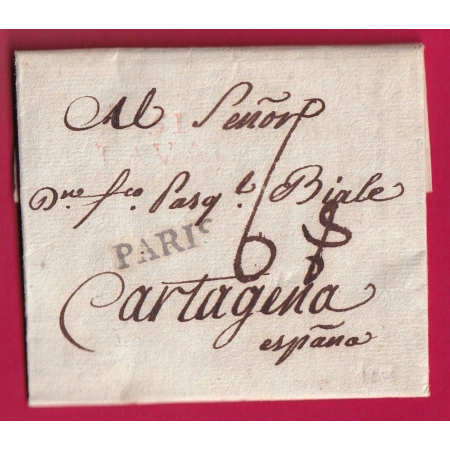 Al Señor
Dn. fco. Pasql. Biale
6 $
PARIS
Cartagena
españa